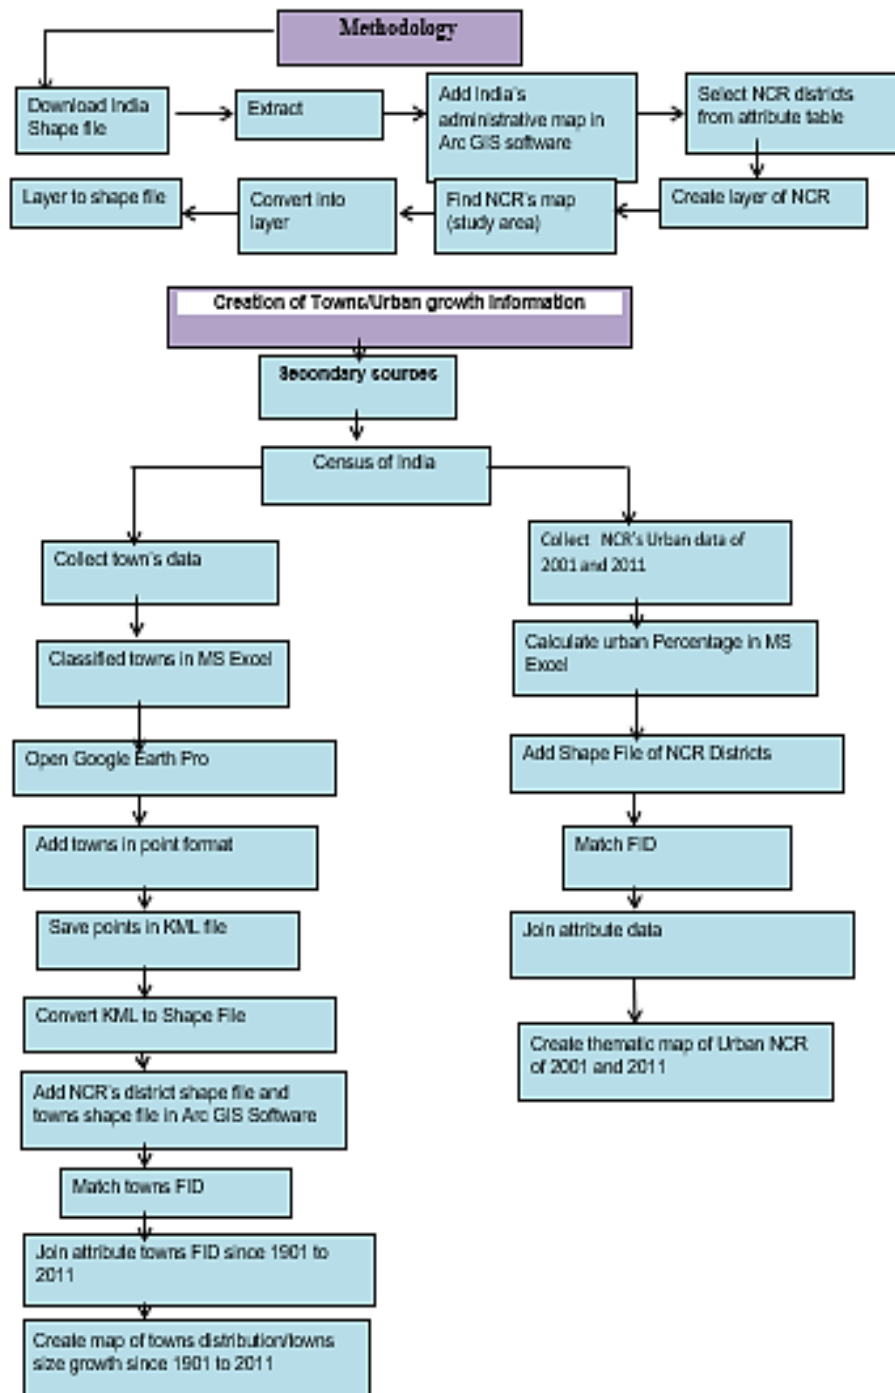 Methodology
Download India
Shape file
Extract
Add India's
administrative map in
Arc GIS software
Select NCR districts
from attribute table
Create layer of NCR
Find NCR's map
(study area)
Convert into
layer
Layer to shape file
Creation of Towns/Urban growth information
Secondary sources
Census of India
Collect town's data
Classified towns in MS Excel
Open Google Earth Pro
Add towns in point format
Save points in KML file
Convert KML to Shape File
Add NCR's district shape file and
towns shape file in Arc GIS Software
Match towns FID
Join attribute towns FID since 1901 to
2011
Create map of towns distribution/towns
size growth since 1901 to 2011
Collect NCR's Urban data of
2001 and 2011
Calculate urban Percentage in MS
Excel
Add Shape File of NCR Districts
Match FID
Join attribute data
Create thematic map of Urban NCR
of 2001 and 2011